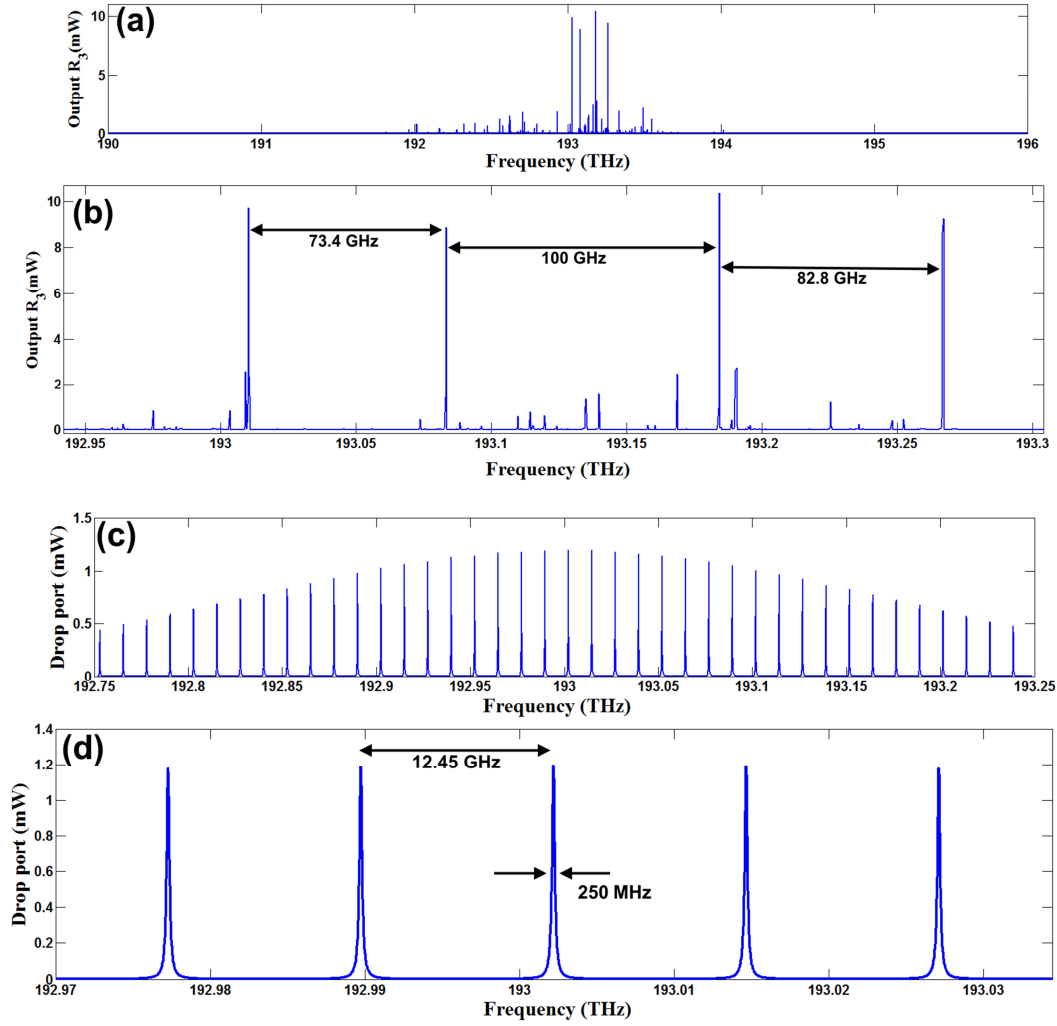 (a)
Output R3(mW)
10
5
0
190 191 192 193 194 195 196
Frequency (THz)
(b)
Output R3(mW)
10
8
6
4
2
0
73.4 GHz
100 GHz
82.8 GHz
192.95 193 193.05 193.1 193.15 193.2 193.25 193.3
Frequency (THz)
(c)
Drop port (mW)
1.5
1
0.5
0
192.75 192.8 192.85 192.9 192.95 193 193.05 193.1 193.15 193.2 193.25
Frequency (THz)
(d)
Drop port (mW)
1.4
1.2
1
0.8
0.6
0.4
0.2
0
12.45 GHz
250 MHz
192.97 192.98 192.99 193 193.01 193.02 193.03
Frequency (THz)